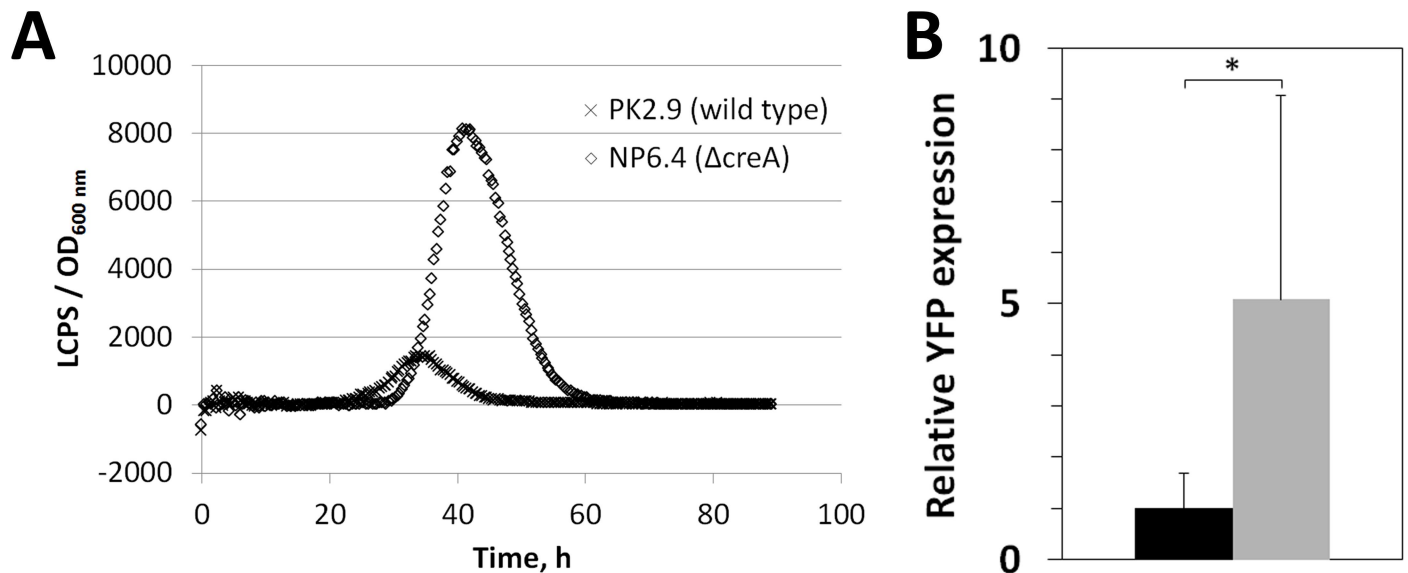 A
LCPS / OD600 nm
10000
8000
6000
4000
2000
0
-2000
0 20 40 60 80 100
Time, h
× PK2.9 (wild type)
◇ NP6.4 (ΔcreA)
B
Relative YFP expression
10
5
0
*